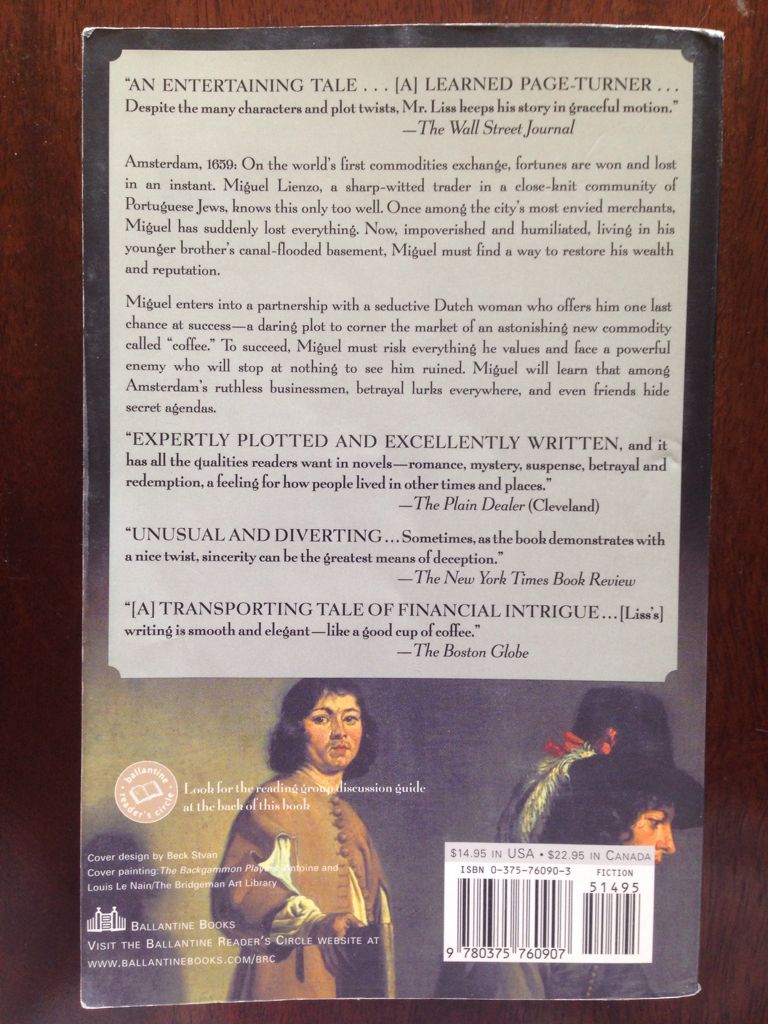 "AN ENTERTAINING TALE . . . [A] LEARNED PAGE-TURNER . . .
Despite the many characters and plot twists, Mr. Liss keeps his story in graceful motion."
—The Wall Street Journal
Amsterdam, 1659: On the world's first commodities exchange, fortunes are won and lost
in an instant. Miguel Lienzo, a sharp-witted trader in a close-knit community of
Portuguese Jews, knows this only too well. Once among the city's most envied merchants,
Miguel has suddenly lost everything. Now, impoverished and humiliated, living in his
younger brother's canal-flooded basement, Miguel must find a way to restore his wealth
and reputation.
Miguel enters into a partnership with a seductive Dutch woman who offers him one last
chance at success—a daring plot to corner the market of an astonishing new commodity
called "coffee." To succeed, Miguel must risk everything he values and face a powerful
enemy who will stop at nothing to see him ruined. Miguel will learn that among
Amsterdam's ruthless businessmen, betrayal lurks everywhere, and even friends hide
secret agendas.
"EXPERTLY PLOTTED AND EXCELLENTLY WRITTEN, and it
has all the qualities readers want in novels—romance, mystery, suspense, betrayal and
redemption, a feeling for how people lived in other times and places."
—The Plain Dealer (Cleveland)
"UNUSUAL AND DIVERTING . . . Sometimes, as the book demonstrates with
a nice twist, sincerity can be the greatest means of deception."
—The New York Times Book Review
"[A] TRANSPORTING TALE OF FINANCIAL INTRIGUE . . . [Liss's]
writing is smooth and elegant—like a good cup of coffee."
—The Boston Globe
ballantine reader's circle
Look for the reading group discussion guide
at the back of this book
Cover design by Beck Stvan
Cover painting: The Backgammon Players Antoine and
Louis Le Nain/The Bridgeman Art Library
BALLANTINE BOOKS
VISIT THE BALLANTINE READER'S CIRCLE WEBSITE AT
WWW.BALLANTINEBOOKS.COM/BRC
$14.95 IN USA • $22.95 IN CANADA
ISBN 0-375-76090-3
FICTION
51495
9 780375 760907